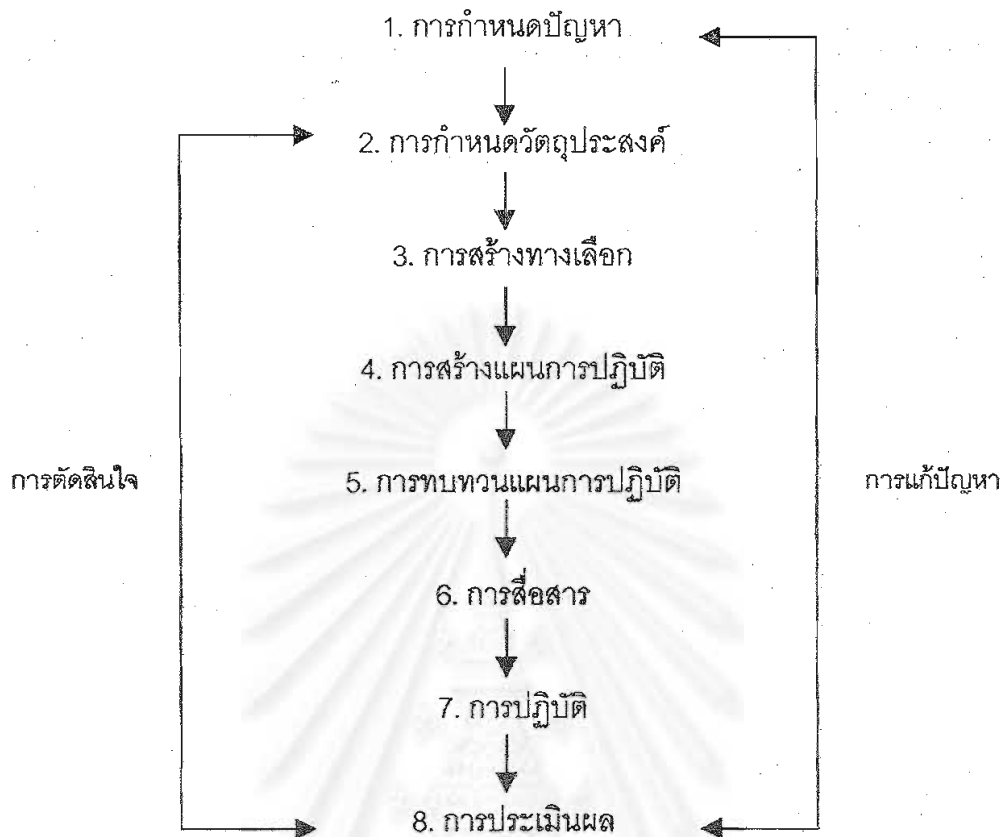 1. การกำหนดปัญหา
2. การกำหนดวัตถุประสงค์
3. การสร้างทางเลือก
4. การสร้างแผนการปฏิบัติ
การตัดสินใจ
5. การทบทวนแผนการปฏิบัติ
การแก้ปัญหา
6. การสื่อสาร
7. การปฏิบัติ
8. การประเมินผล